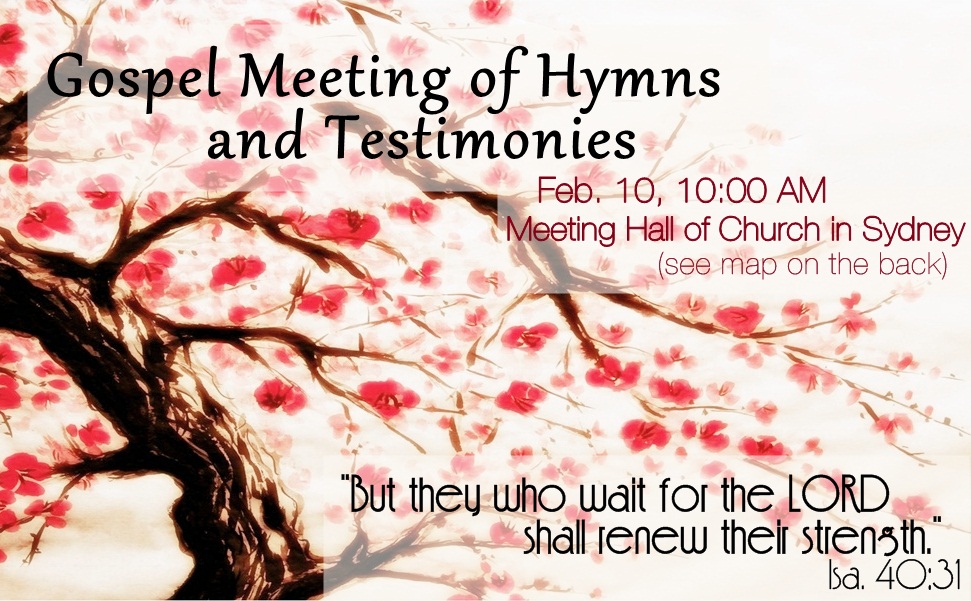 Gospel Meeting of Hymns
and Testimonies
Feb. 10, 10:00 AM
Meeting Hall of Church in Sydney
(see map on the back)
"But they who wait for the LORD
shall renew their strength."
Isa. 40:31